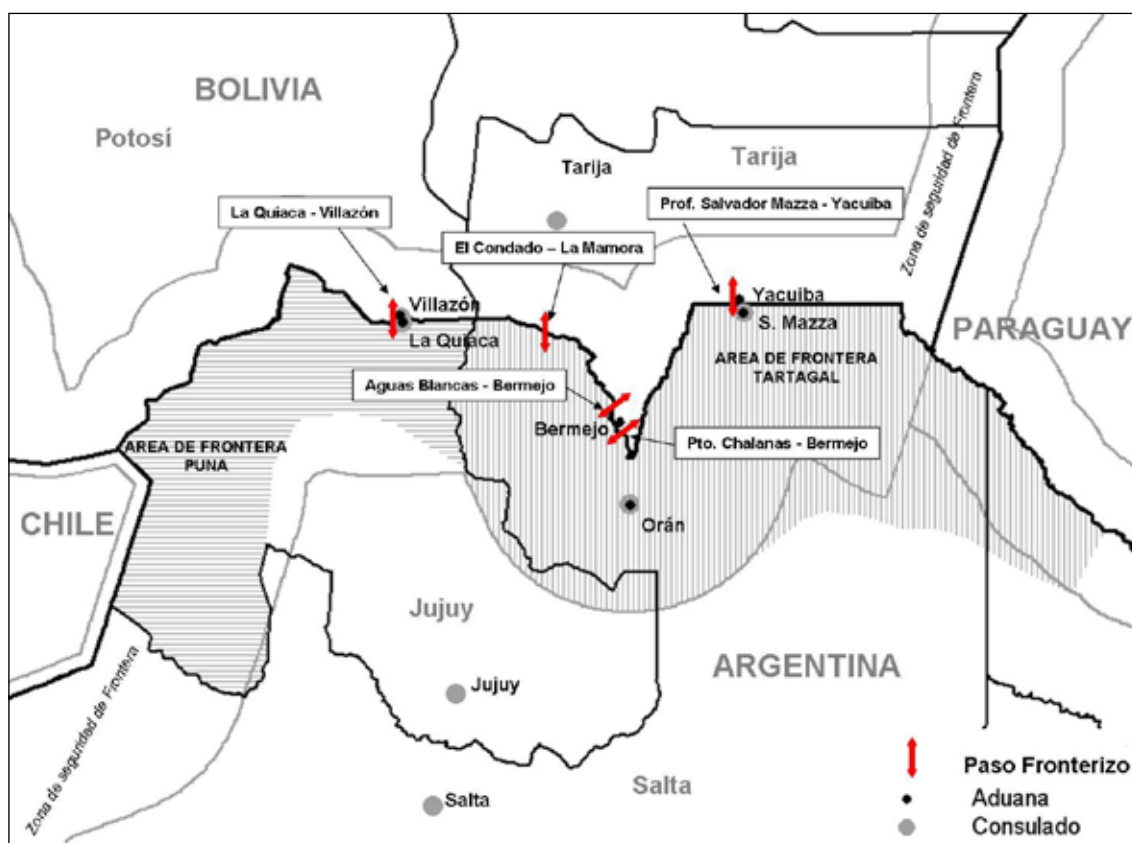 BOLIVIA
Potosí
Tarija
Tarija
Zona de seguridad de Frontera
La Quiaca - Villazón
Prof. Salvador Mazza - Yacuiba
El Condado – La Mamora
Villazón
La Quiaca
Yacuiba
S. Mazza
PARAGUAY
AREA DE FRONTERA
TARTAGAL
Aguas Blancas - Bermejo
Bermejo
Pto. Chalanas - Bermejo
AREA DE FRONTERA
PUNA
CHILE
Orán
Jujuy
ARGENTINA
Jujuy
Zona de seguridad de Frontera
Salta
Salta
Paso Fronterizo
Aduana
Consulado